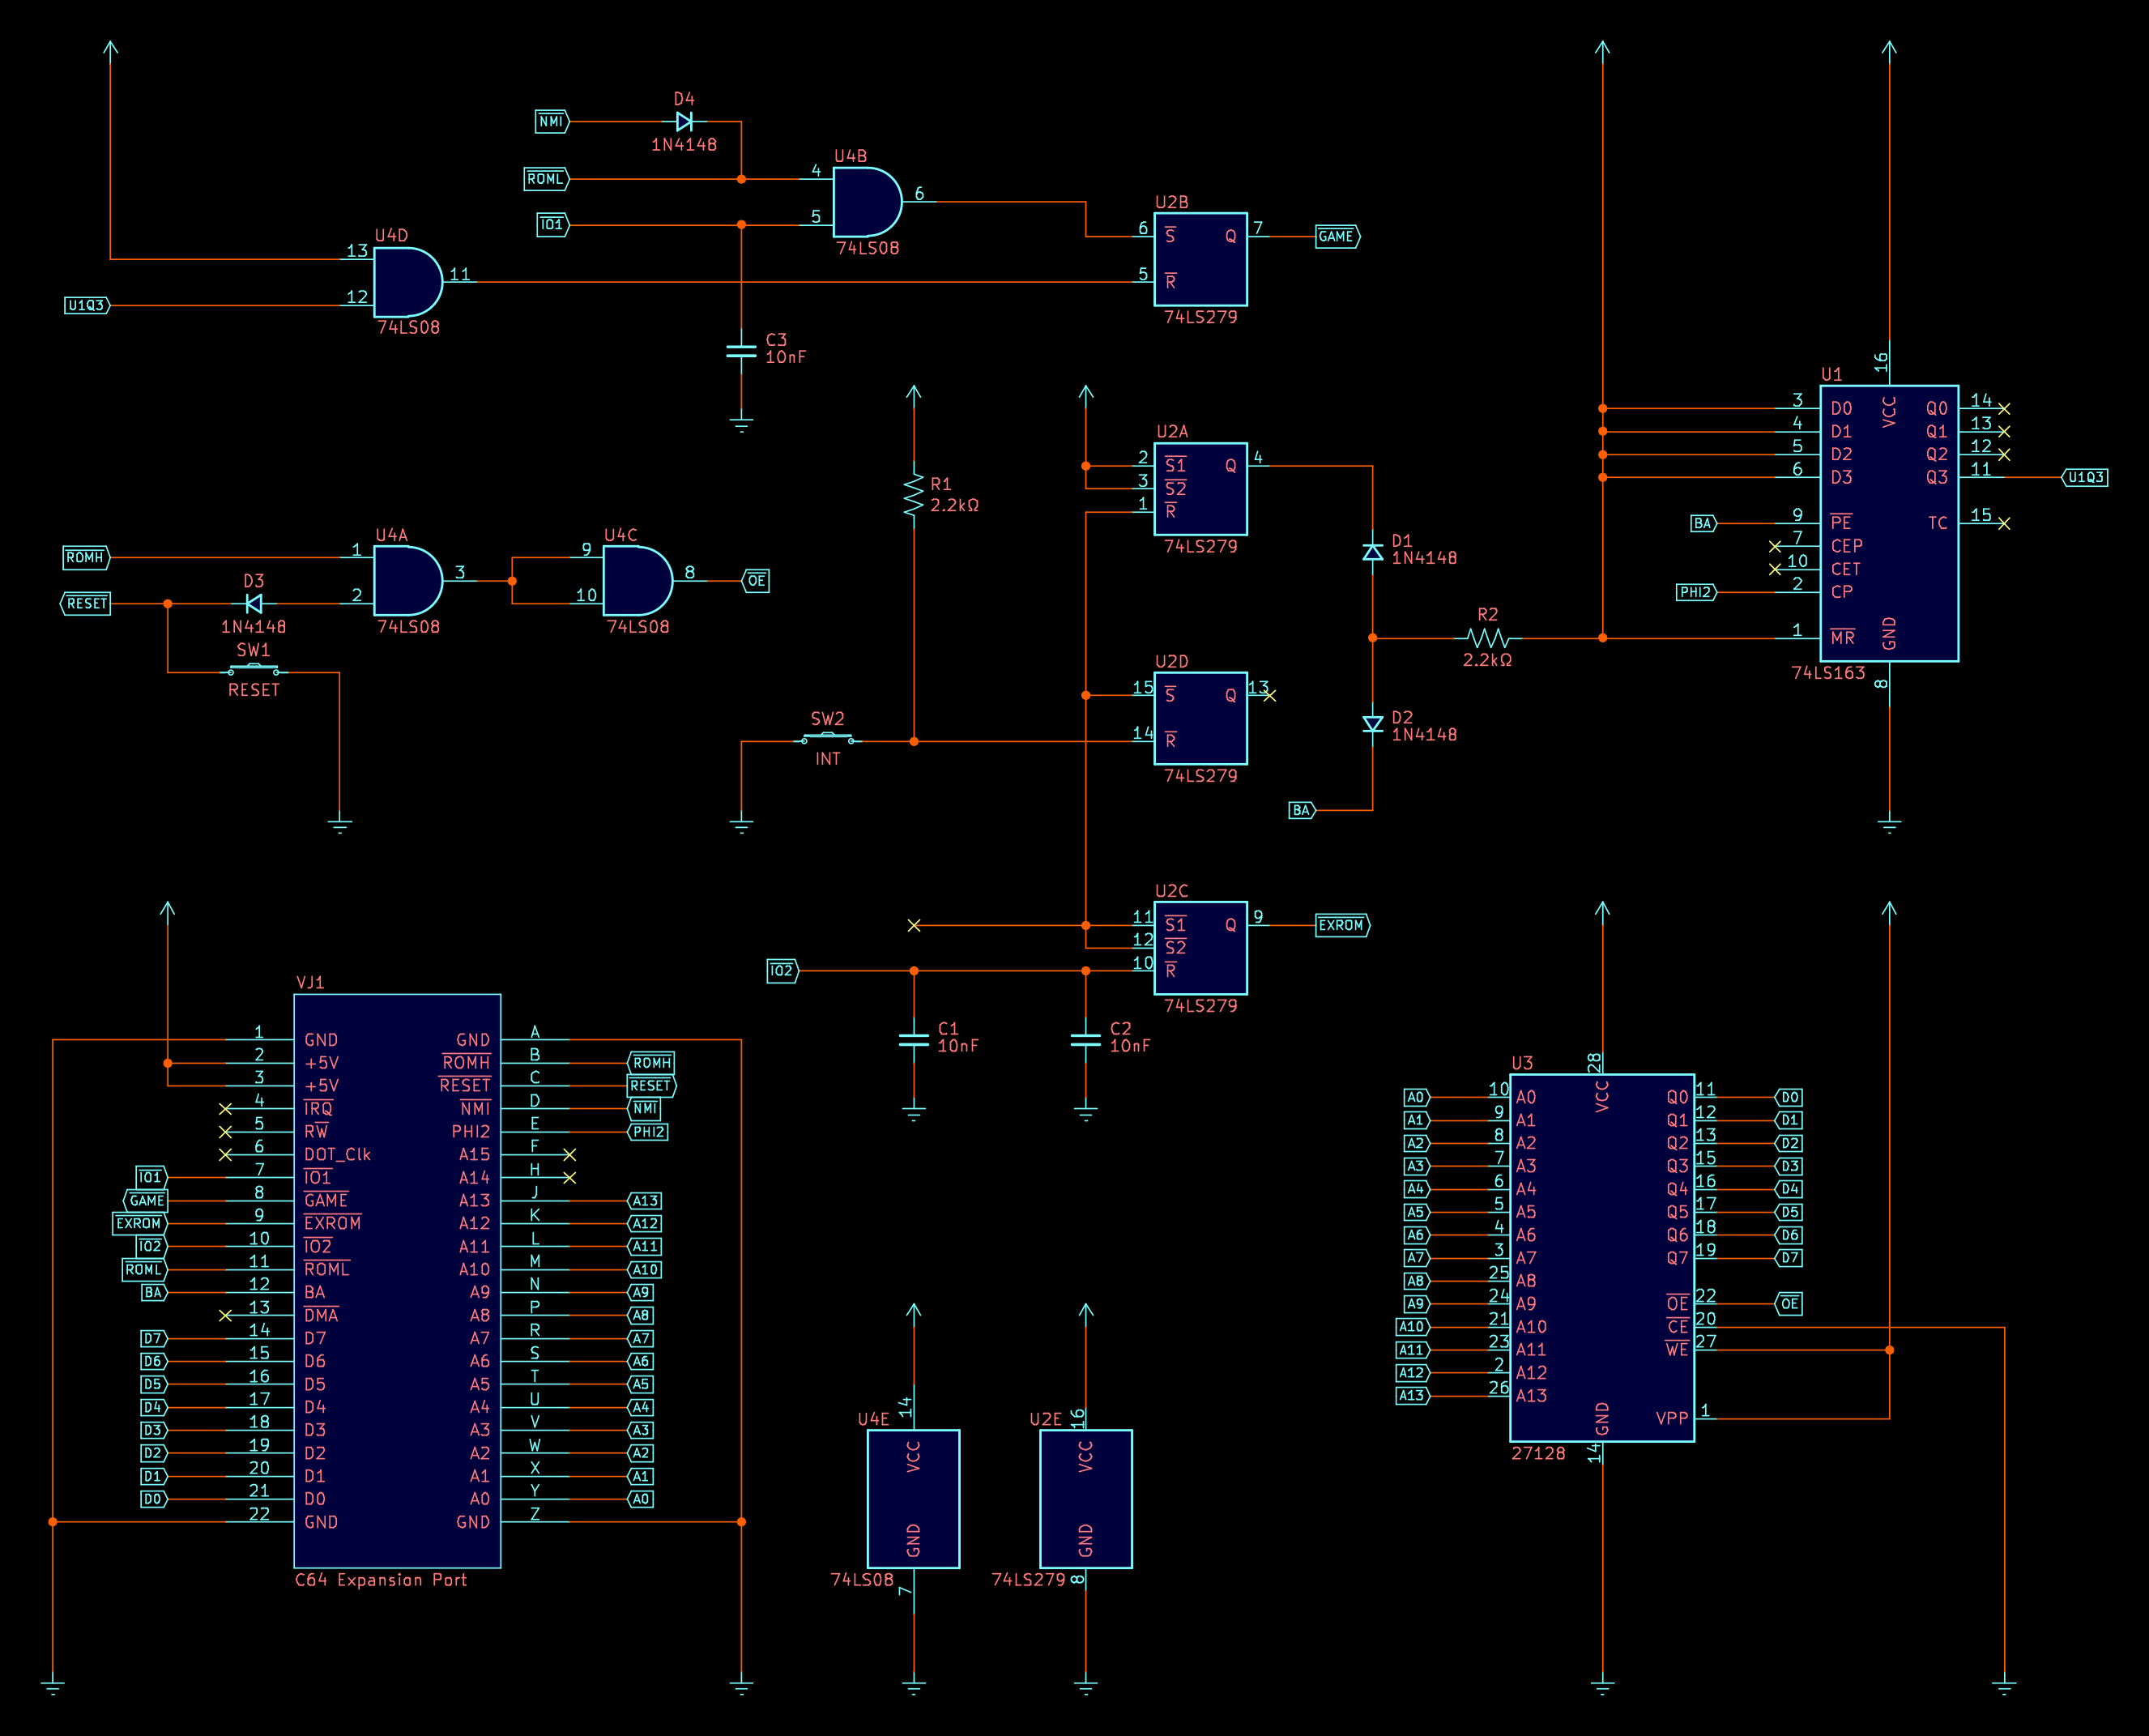 D4
NMI
1N4148
U4B
ROML
4
6
IO1
5
74LS08
U2B
6 S Q 7 GAME
5 R
74LS279
U4D
13
11
U1Q3 12
74LS08
C3
10nF
16
U1
3 D0 VCC Q0 14
4 D1 Q1 13
5 D2 Q2 12
6 D3 Q3 11 U1Q3
BA 9 PE TC 15
7 CEP
10 CET
PHI2 2 CP
1 MR GND
74LS163
8
U2A
2 S1 Q 4
3 S2
1 R
74LS279
R1
2.2kΩ
D1
1N4148
R2
2.2kΩ
U4A
ROMH 1
3
RESET 2
74LS08
D3
1N4148
SW1
RESET
U4C
9
8 OE
10
74LS08
U2D
15 S Q 13
14 R
74LS279
SW2
INT
D2
1N4148
BA
U2C
11 S1 Q 9 EXROM
12 S2
IO2 10 R
74LS279
C1
10nF
C2
10nF
VJ1
1 GND GND A
2 +5V ROMH B ROMH
3 +5V RESET C RESET
4 IRQ NMI D NMI
5 RW PHI2 E PHI2
6 DOT_Clk A15 F
IO1 7 IO1 A14 H
GAME 8 GAME A13 J A13
EXROM 9 EXROM A12 K A12
IO2 10 IO2 A11 L A11
ROML 11 ROML A10 M A10
BA 12 BA A9 N A9
13 DMA A8 P A8
D7 14 D7 A7 R A7
D6 15 D6 A6 S A6
D5 16 D5 A5 T A5
D4 17 D4 A4 U A4
D3 18 D3 A3 V A3
D2 19 D2 A2 W A2
D1 20 D1 A1 X A1
D0 21 D0 A0 Y A0
22 GND GND Z
C64 Expansion Port
U3
28
A0 10 A0 VCC Q0 11 D0
A1 9 A1 Q1 12 D1
A2 8 A2 Q2 13 D2
A3 7 A3 Q3 15 D3
A4 6 A4 Q4 16 D4
A5 5 A5 Q5 17 D5
A6 4 A6 Q6 18 D6
A7 3 A7 Q7 19 D7
A8 25 A8
A9 24 A9 OE 22 OE
A10 21 A10 CE 20
A11 23 A11 WE 27
A12 2 A12
A13 26 A13
GND VPP 1
27128
14
U4E
14
VCC
GND
74LS08
7
U2E
16
VCC
GND
74LS279
8